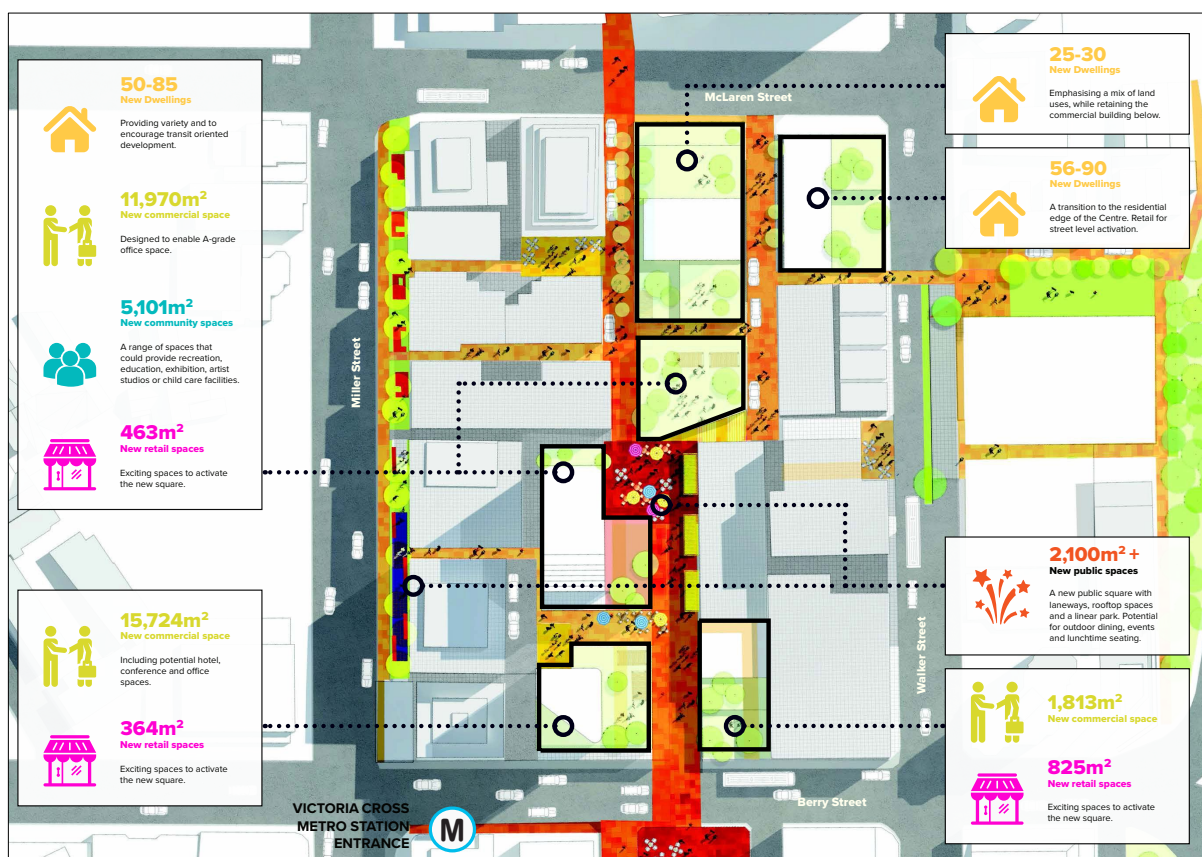 50-85
New Dwellings
Providing variety and to
encourage transit oriented
development.
11,970m²
New commercial space
Designed to enable A-grade
office space.
5,101m²
New community spaces
A range of spaces that
could provide recreation,
education, exhibition, artist
studios or child care facilities.
463m²
New retail spaces
Exciting spaces to activate
the new square.
15,724m²
New commercial space
Including potential hotel,
conference and office
spaces.
364m²
New retail spaces
Exciting spaces to activate
the new square.
McLaren Street
Miller Street
Walker Street
Berry Street
VICTORIA CROSS
METRO STATION
ENTRANCE
M
25-30
New Dwellings
Emphasising a mix of land
uses, while retaining the
commercial building below.
56-90
New Dwellings
A transition to the residential
edge of the Centre. Retail for
street level activation.
2,100m² +
New public spaces
A new public square with
laneways, rooftop spaces
and a linear park. Potential
for outdoor dining, events
and lunchtime seating.
1,813m²
New commercial space
825m²
New retail spaces
Exciting spaces to activate
the new square.